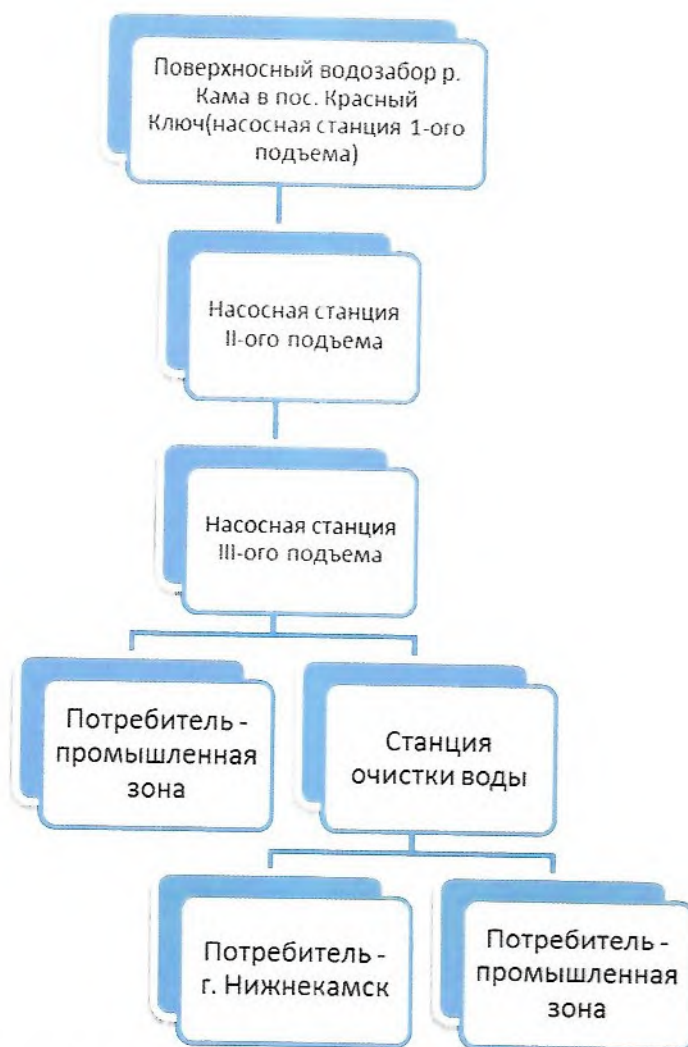 Поверхносный водозабор р.
Кама в пос. Красный
Ключ(насосная станция 1-ого
подъема)
Насосная станция
II-ого подъема
Насосная станция
III-ого подъема
Потребитель -
промышленная
зона
Станция
очистки воды
Потребитель -
г. Нижнекамск
Потребитель -
промышленная
зона